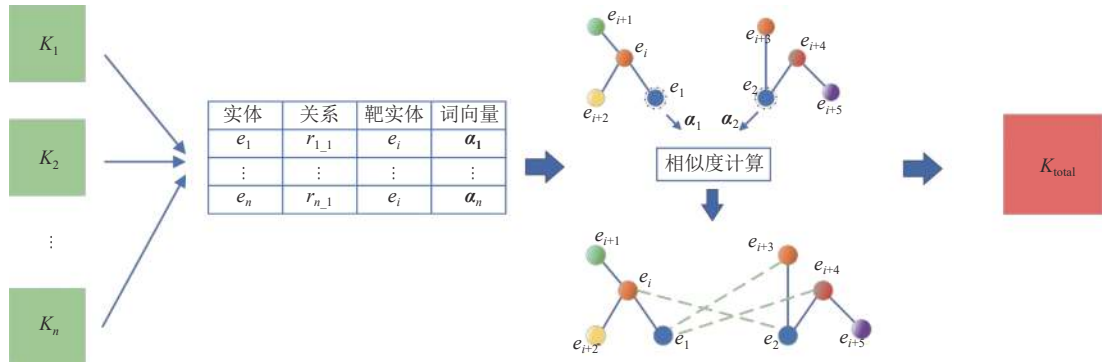 K₁
K₂
⋮
Kₙ
实体 关系 靶实体 词向量
e₁ r₁_₁ eᵢ α₁
⋮ ⋮ ⋮ ⋮
eₙ rₙ_₁ eᵢ αₙ
eᵢ₊₁
eᵢ
e₁
eᵢ₊₂
eᵢ₊₃
eᵢ₊₄
e₂
eᵢ₊₅
α₁ α₂
相似度计算
eᵢ₊₁
eᵢ
eᵢ₊₂
e₁
eᵢ₊₃
eᵢ₊₄
e₂
eᵢ₊₅
K_total